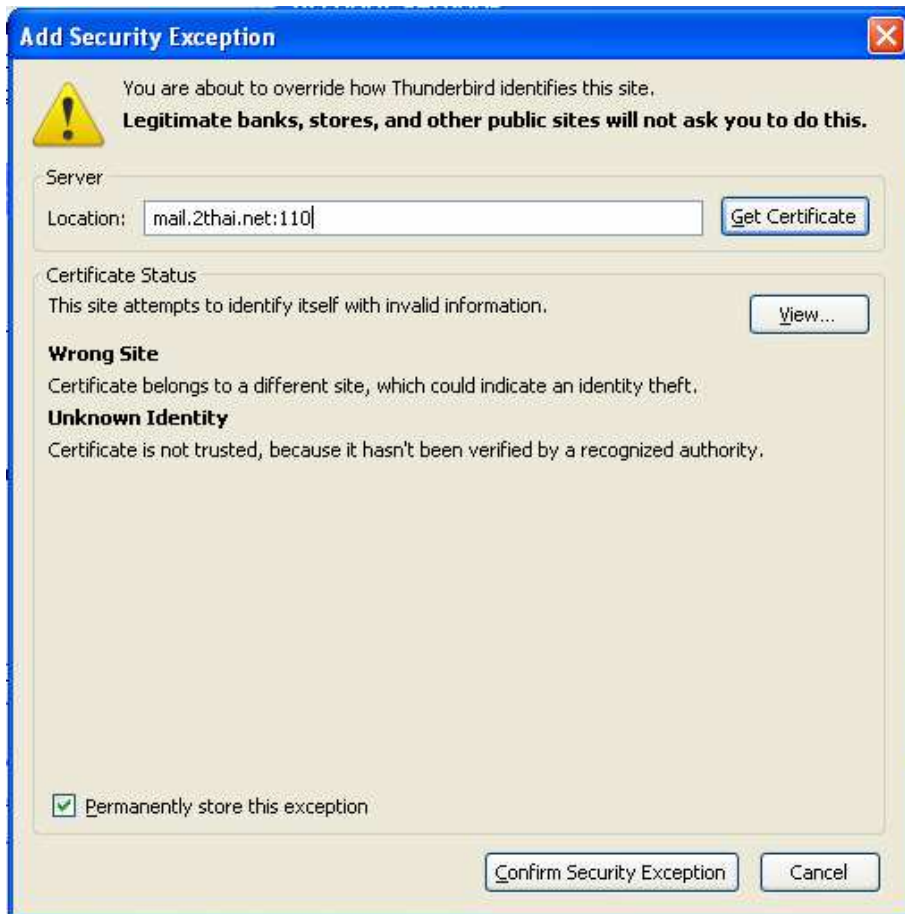 Add Security Exception
You are about to override how Thunderbird identifies this site.
Legitimate banks, stores, and other public sites will not ask you to do this.
Server
Location: mail.2thai.net:110 Get Certificate
Certificate Status
This site attempts to identify itself with invalid information. View...
Wrong Site
Certificate belongs to a different site, which could indicate an identity theft.
Unknown Identity
Certificate is not trusted, because it hasn't been verified by a recognized authority.
Permanently store this exception
Confirm Security Exception Cancel